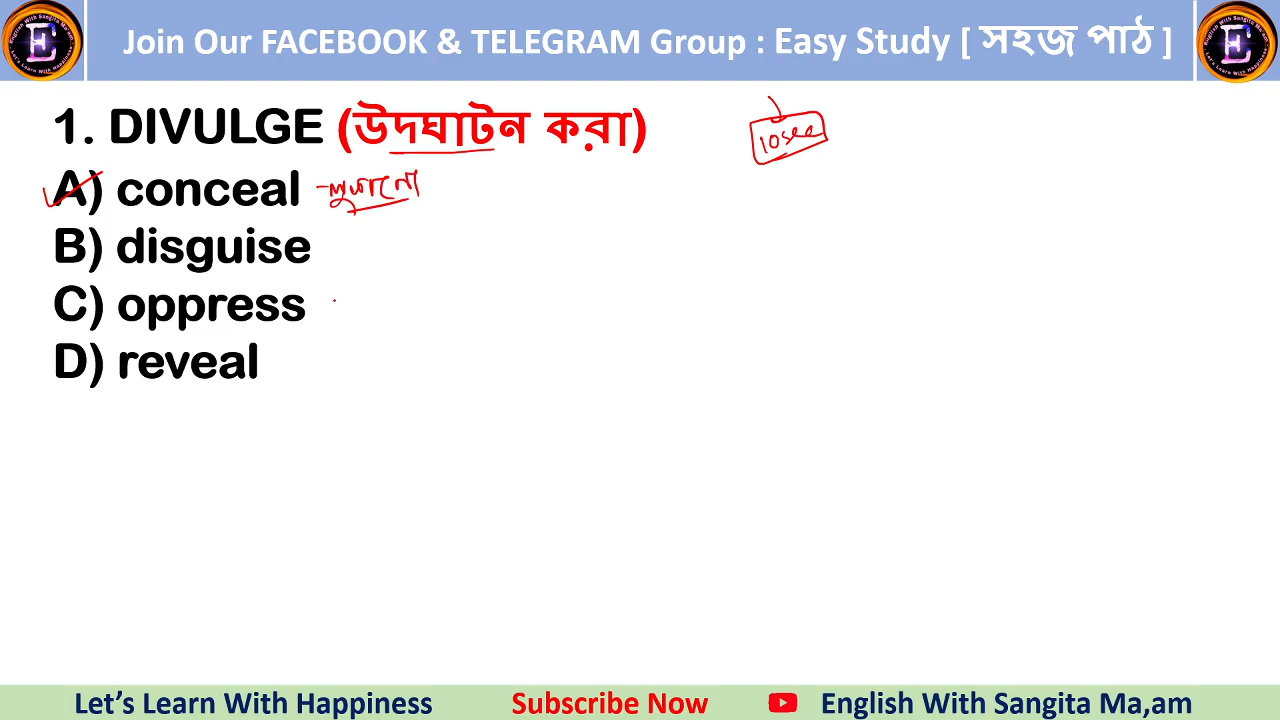 Join Our FACEBOOK & TELEGRAM Group : Easy Study [ সহজ পাঠ ]
1. DIVULGE (উদঘাটন করা)
10sec
A) conceal -লুকানো
B) disguise
C) oppress
D) reveal
Let's Learn With Happiness Subscribe Now English With Sangita Ma,am